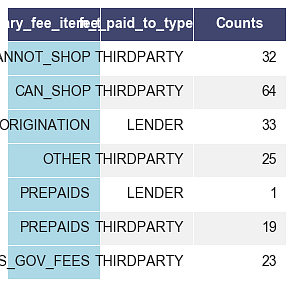 ary_fee_item_t fee_paid_to_type Counts
ANNOT_SHOP THIRDPARTY 32
CAN_SHOP THIRDPARTY 64
ORIGINATION LENDER 33
OTHER THIRDPARTY 25
PREPAIDS LENDER 1
PREPAIDS THIRDPARTY 19
S_GOV_FEES THIRDPARTY 23